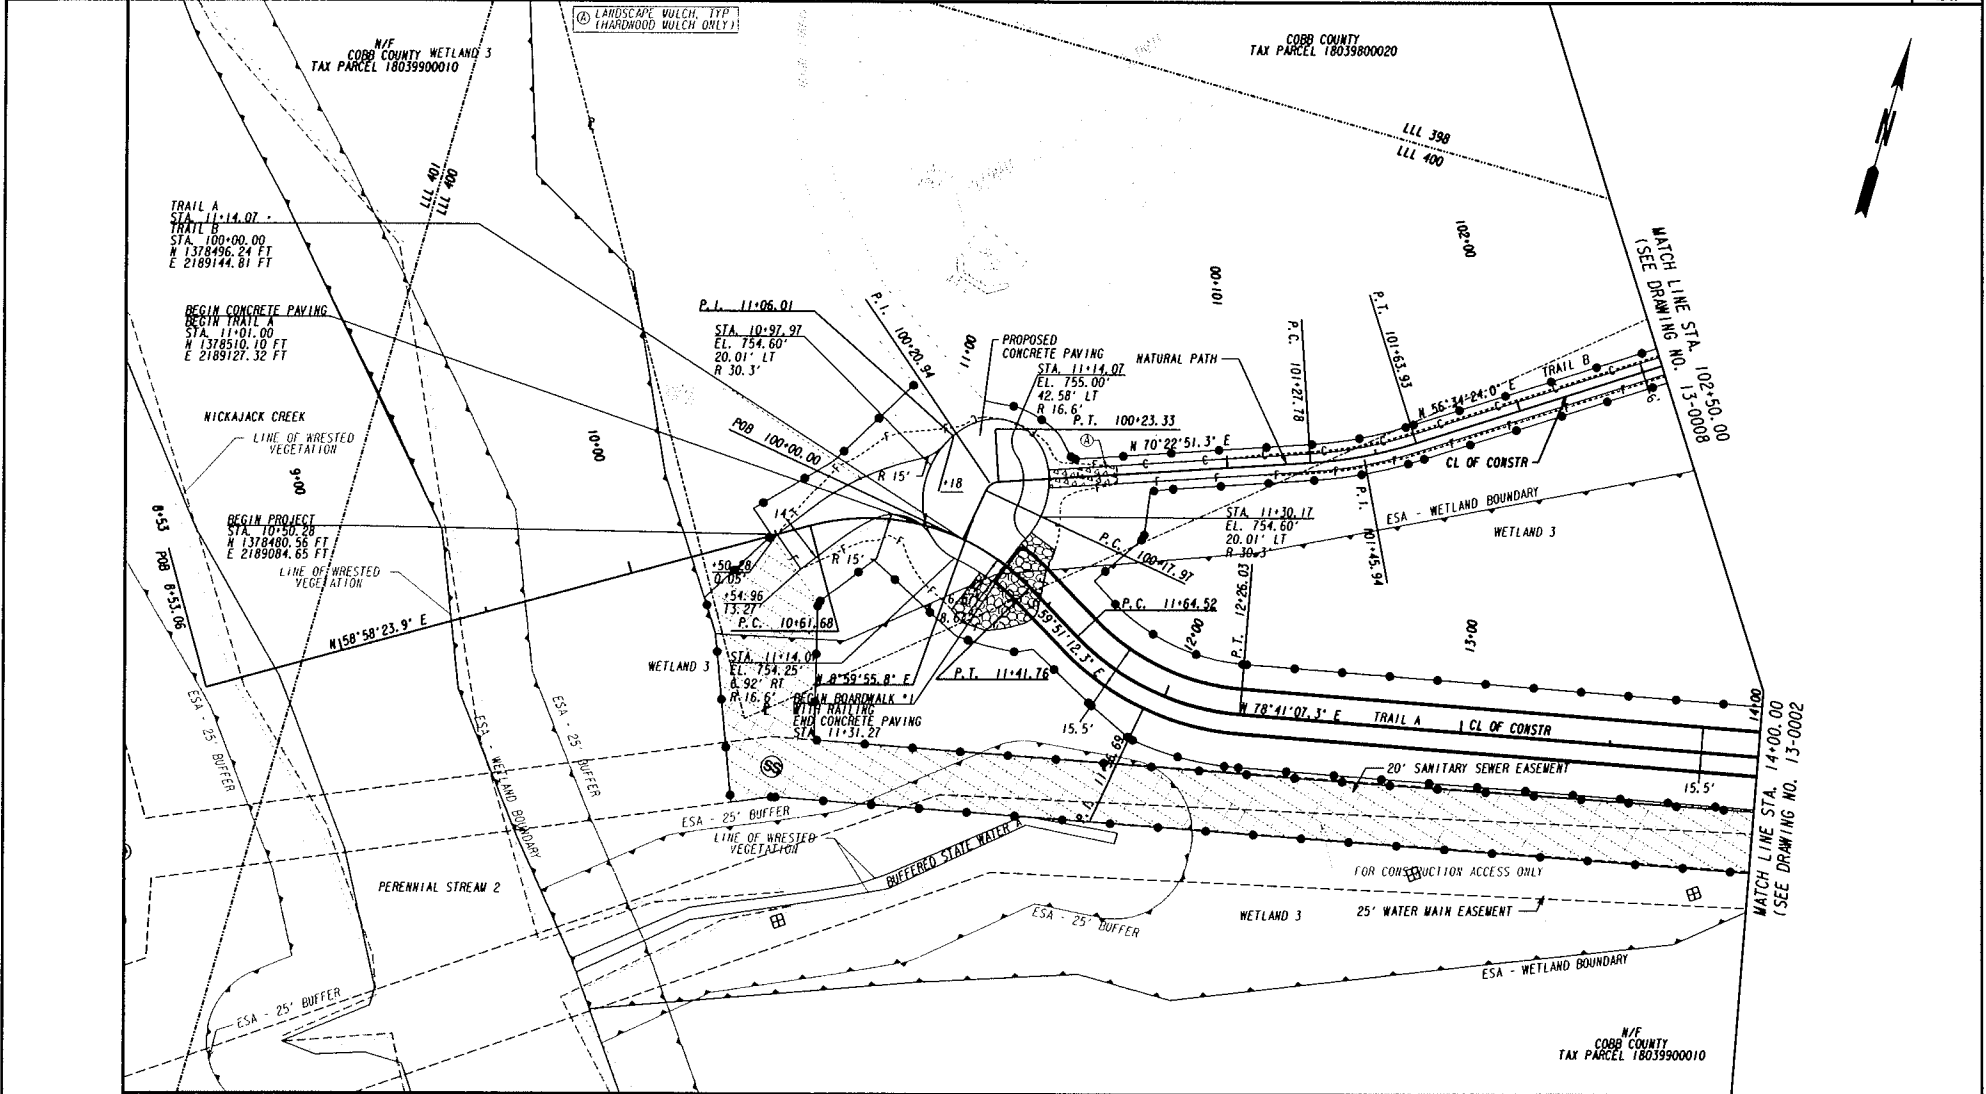 Ⓐ LANDSCAPE MULCH, TYP
(HARDWOOD MULCH ONLY)
N/F
COBB COUNTY WETLAND 3
TAX PARCEL 18039900010
COBB COUNTY
TAX PARCEL 18039800020
LLL 398
LLL 400
LLL 401
LLL 400
N
TRAIL A
STA. 11+14.07 -
TRAIL B
STA. 100+00.00
N 1378496.24 FT
E 2189144.81 FT
BEGIN CONCRETE PAVING
BEGIN TRAIL A
STA. 11+01.00
N 1378510.10 FT
E 2189127.32 FT
NICKAJACK CREEK
LINE OF WRESTED
VEGETATION
9+00
10+00
8+53
POB 8+53.06
BEGIN PROJECT
STA. 10+50.28
N 1378480.56 FT
E 2189084.65 FT
LINE OF WRESTED
VEGETATION
N 58°58'23.9" E
P.I. 11+06.01
STA. 10+97.97
EL. 754.60'
20.01' LT
R 30.3'
P.I. 100+20.94
11+00
POB 100+00.00
PROPOSED
CONCRETE PAVING
STA. 11+14.07
EL. 755.00'
42.58' LT
R 16.6'
P.T. 100+23.33
NATURAL PATH
101+00
102+00
P.C. 101+27.78
P.T. 101+63.93
N 70°22'51.3" E
N 56°34'24.0" E
TRAIL B
6'
CL OF CONSTR
MATCH LINE STA. 102+50.00
(SEE DRAWING NO. 13-0008
Ⓐ
R 15'
+18
14'
R 15'
+50.28
0.05'
+54.96
13.27'
P.C. 10+61.68
STA. 11+30.17
EL. 754.60'
20.01' LT
R 30.3'
P.C. 100+17.97
P.I. 101+45.94
ESA - WETLAND BOUNDARY
WETLAND 3
P.C. 11+64.52
P.T. 12+26.03
12+00
13+00
59°51'12.3" E
WETLAND 3
STA. 11+14.07
EL. 754.25'
6.92' RT
R 16.6'
N 8°59'55.8" E
P.T. 11+41.76
BEGIN BOARDWALK #1
WITH RAILING
END CONCRETE PAVING
STA. 11+31.27
15.5'
N 78°41'07.3" E
TRAIL A
CL OF CONSTR
14+00
MATCH LINE STA. 14+00.00
(SEE DRAWING NO. 13-0002
15.5'
20' SANITARY SEWER EASEMENT
SS
ESA - 25' BUFFER
ESA - WETLAND BOUNDARY
ESA - 25' BUFFER
ESA - 25' BUFFER
LINE OF WRESTED
VEGETATION
BUFFERED STATE WATER A
PERENNIAL STREAM 2
FOR CONSTRUCTION ACCESS ONLY
25' WATER MAIN EASEMENT
WETLAND 3
ESA - 25' BUFFER
ESA - WETLAND BOUNDARY
ESA - 25' BUFFER
N/F
COBB COUNTY
TAX PARCEL 18039900010